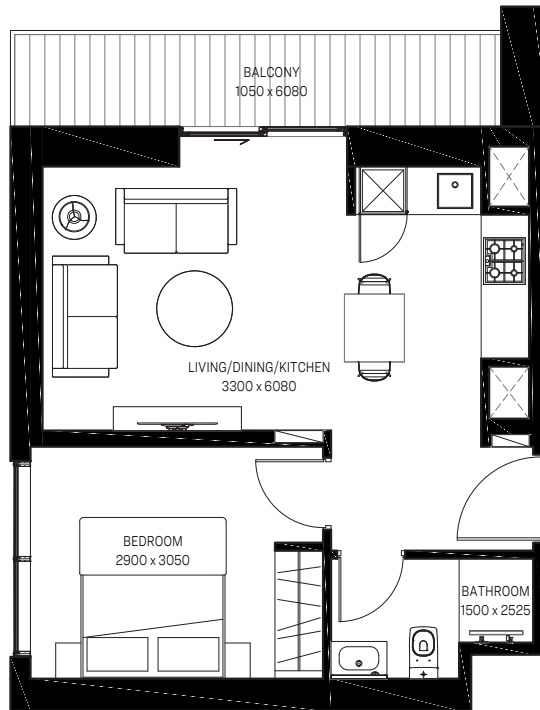 BALCONY
1050 x 6080
LIVING/DINING/KITCHEN
3300 x 6080
BEDROOM
2900 x 3050
BATHROOM
1500 x 2525